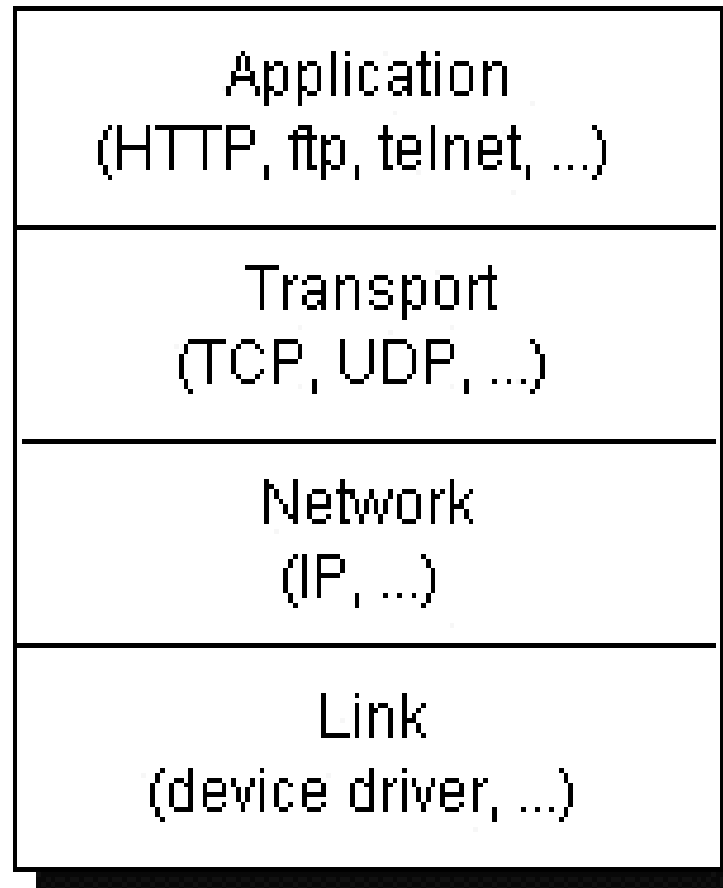 Application
(HTTP, ftp, telnet, ...)
Transport
(TCP, UDP, ...)
Network
(IP, ...)
Link
(device driver, ...)